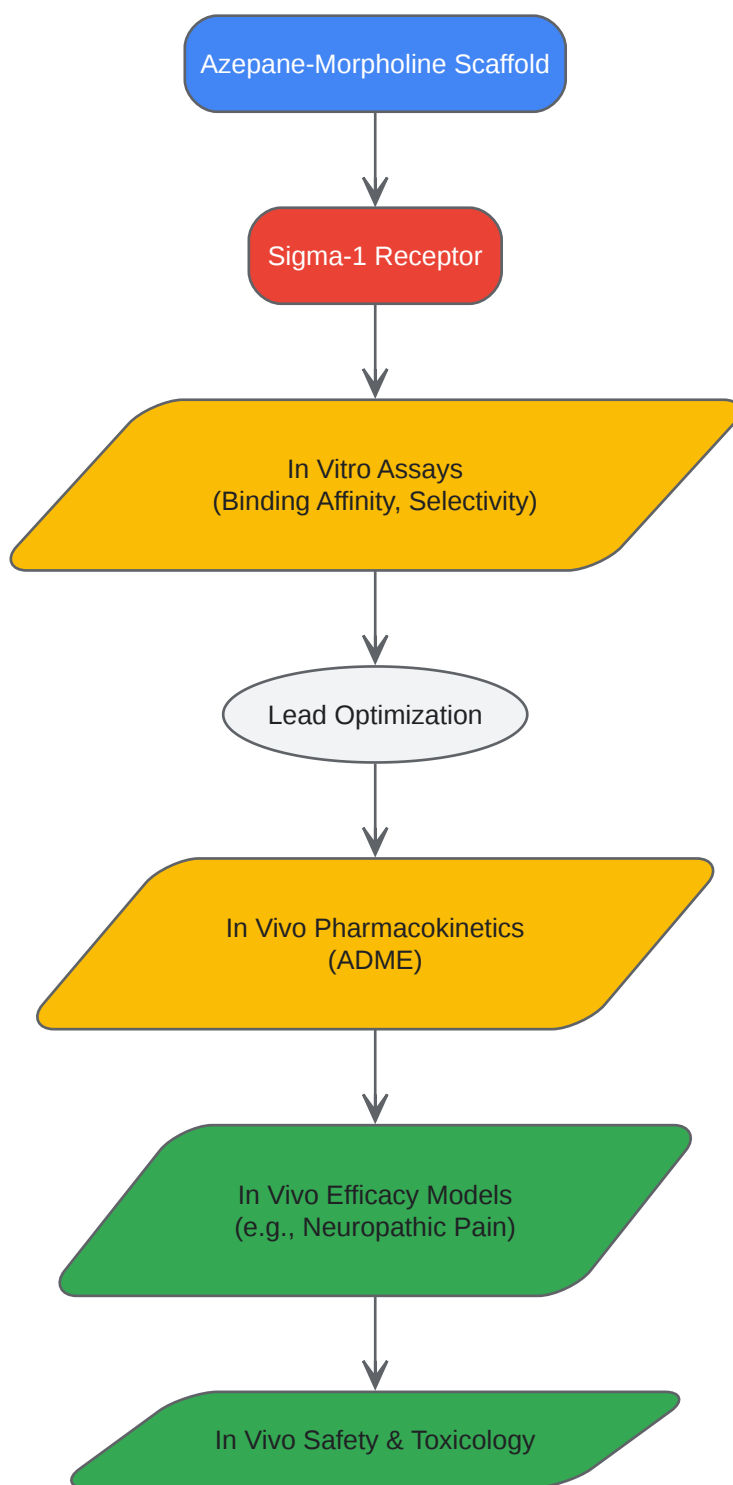 Azepane-Morpholine Scaffold
Sigma-1 Receptor
In Vitro Assays
(Binding Affinity, Selectivity)
Lead Optimization
In Vivo Pharmacokinetics
(ADME)
In Vivo Efficacy Models
(e.g., Neuropathic Pain)
In Vivo Safety & Toxicology